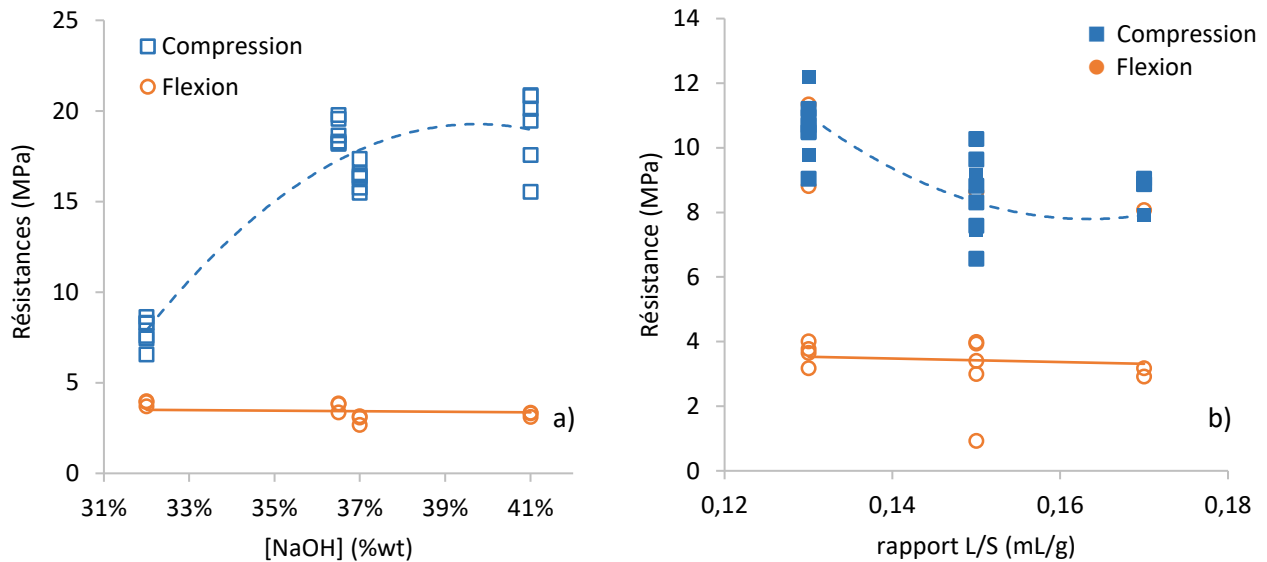 25
20
15
10
5
0
Résistances (MPa)
Compression
Flexion
a)
31% 33% 35% 37% 39% 41%
[NaOH] (%wt)
14
12
10
8
6
4
2
0
Résistance (MPa)
Compression
Flexion
b)
0,12 0,14 0,16 0,18
rapport L/S (mL/g)